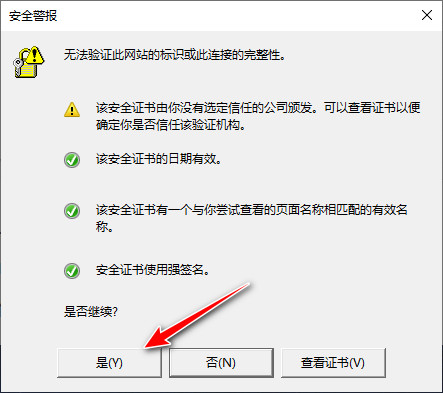 安全警报
无法验证此网站的标识或此连接的完整性。
该安全证书由你没有选定信任的公司颁发。可以查看证书以便
确定你是否信任该验证机构。
该安全证书的日期有效。
该安全证书有一个与你尝试查看的页面名称相匹配的有效名
称。
安全证书使用强签名。
是否继续?
是(Y)
否(N)
查看证书(V)